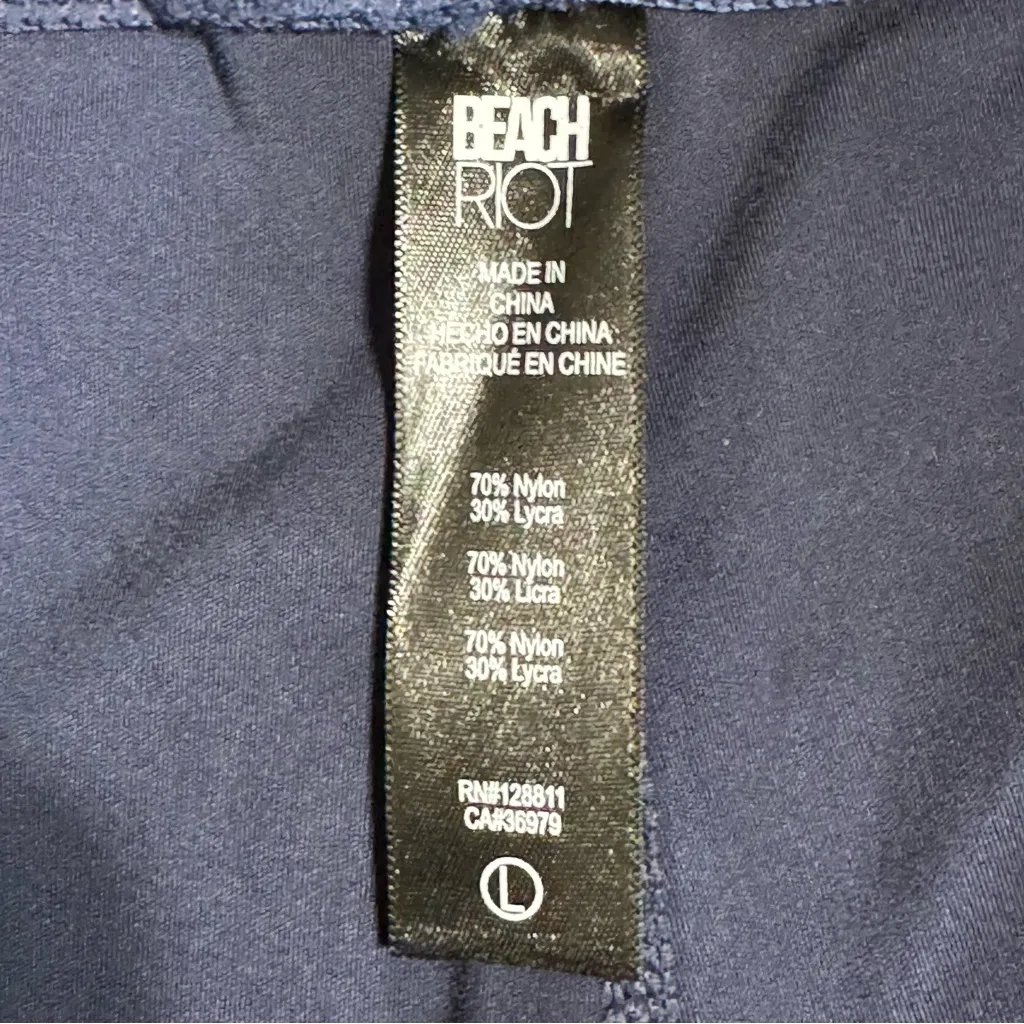 BEACH
RIOT
MADE IN
CHINA
HECHO EN CHINA
FABRIQUÉ EN CHINE
70% Nylon
30% Lycra
70% Nylon
30% Licra
70% Nylon
30% Lycra
RN#128811
CA#36979
L